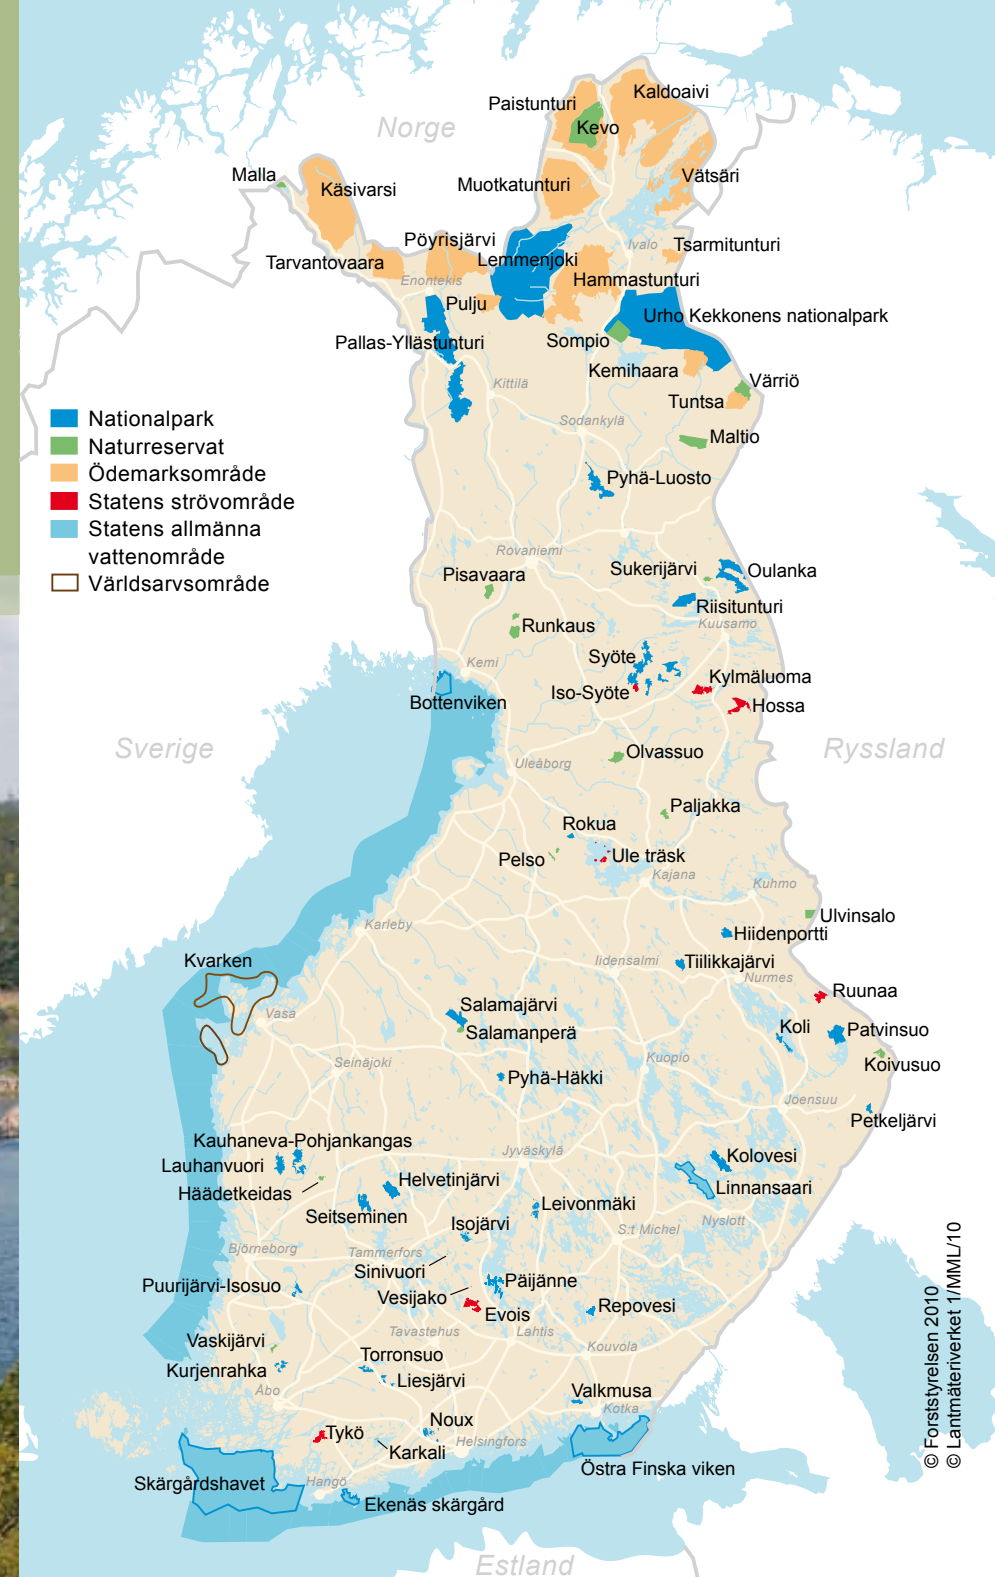 Norge
Paistunturi
Kaldoaivi
Kevo
Malla
Käsivarsi
Muotkatunturi
Vätsäri
Pöyrisjärvi
Ivalo
Tsarmitunturi
Tarvantovaara
Lemmenjoki
Enontekis
Hammastunturi
Pulju
Urho Kekkonens nationalpark
Pallas-Yllästunturi
Sompio
Kemihaara
Värriö
Kittilä
Tuntsa
Sodankylä
Nationalpark
Naturreservat
Ödemarksområde
Statens strövområde
Statens allmänna
vattenområde
Världsarvsområde
Maltio
Pyhä-Luosto
Rovaniemi
Pisavaara
Sukerijärvi
Oulanka
Riisitunturi
Runkaus
Kuusamo
Syöte
Kemi
Kylmäluoma
Iso-Syöte
Bottenviken
Hossa
Sverige
Ryssland
Olvassuo
Uleåborg
Paljakka
Rokua
Pelso
Ule träsk
Kajana
Kuhmo
Ulvinsalo
Karleby
Hiidenportti
Kvarken
Iidensalmi
Tiilikkajärvi
Nurmes
Ruunaa
Salamajärvi
Vasa
Koli
Patvinsuo
Salamanperä
Seinäjoki
Kuopio
Koivusuo
Pyhä-Häkki
Joensuu
Petkeljärvi
Kauhaneva-Pohjankangas
Jyväskylä
Kolovesi
Lauhanvuori
Helvetinjärvi
Linnansaari
Häädetkeidas
Leivonmäki
Seitseminen
Isojärvi
Nyslott
S:t Michel
Björneborg
Tammerfors
Sinivuori
Puurijärvi-Isosuo
Päijänne
Vesijako
Evois
Repovesi
Tavastehus
Lahtis
Vaskijärvi
Kouvola
Torronsuo
Kurjenrahka
Liesjärvi
Åbo
Valkmusa
Kotka
Noux
Tykö
Helsingfors
Karkali
Östra Finska viken
Skärgårdshavet
Hangö
Ekenäs skärgård
Estland
© Forststyrelsen 2010
© Lantmäteriverket 1/MML/10